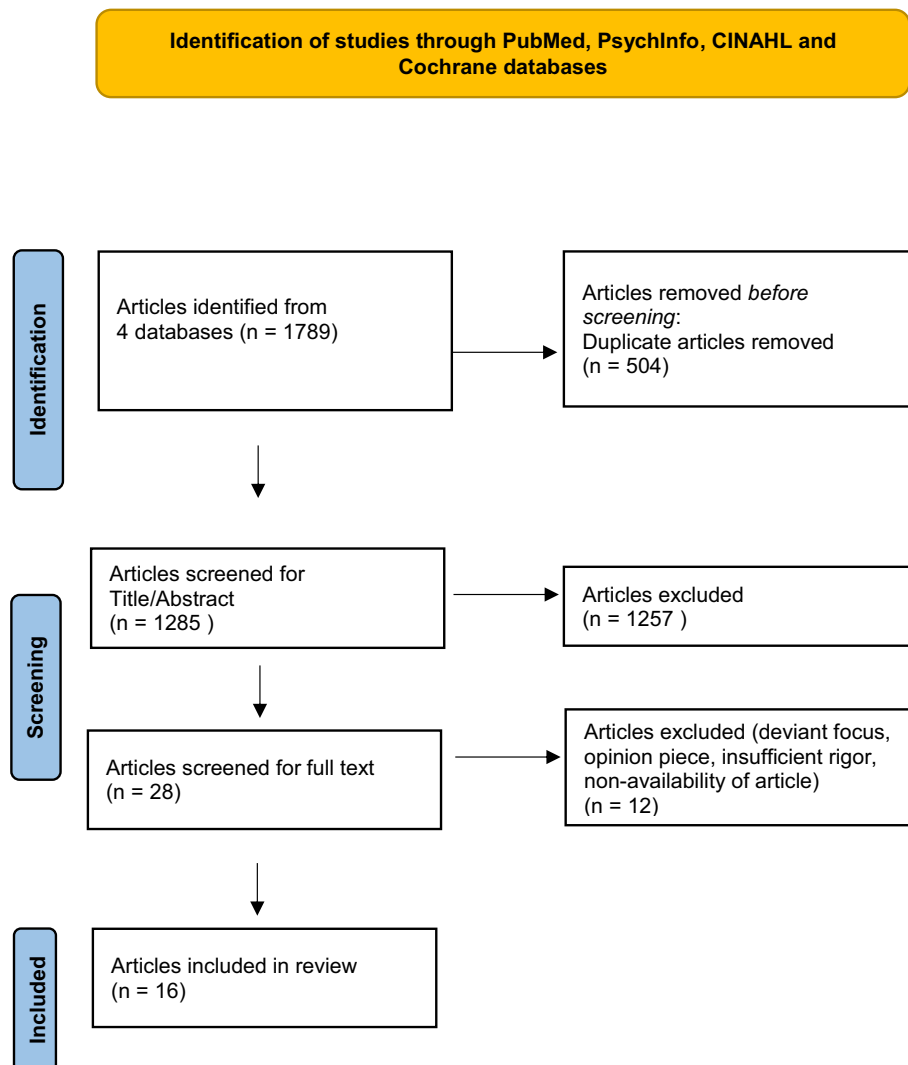 Identification of studies through PubMed, PsychInfo, CINAHL and
Cochrane databases
Identification
Articles identified from
4 databases (n = 1789)
Articles removed before
screening:
Duplicate articles removed
(n = 504)
Screening
Articles screened for
Title/Abstract
(n = 1285 )
Articles excluded
(n = 1257 )
Articles screened for full text
(n = 28)
Articles excluded (deviant focus,
opinion piece, insufficient rigor,
non-availability of article)
(n = 12)
Included
Articles included in review
(n = 16)